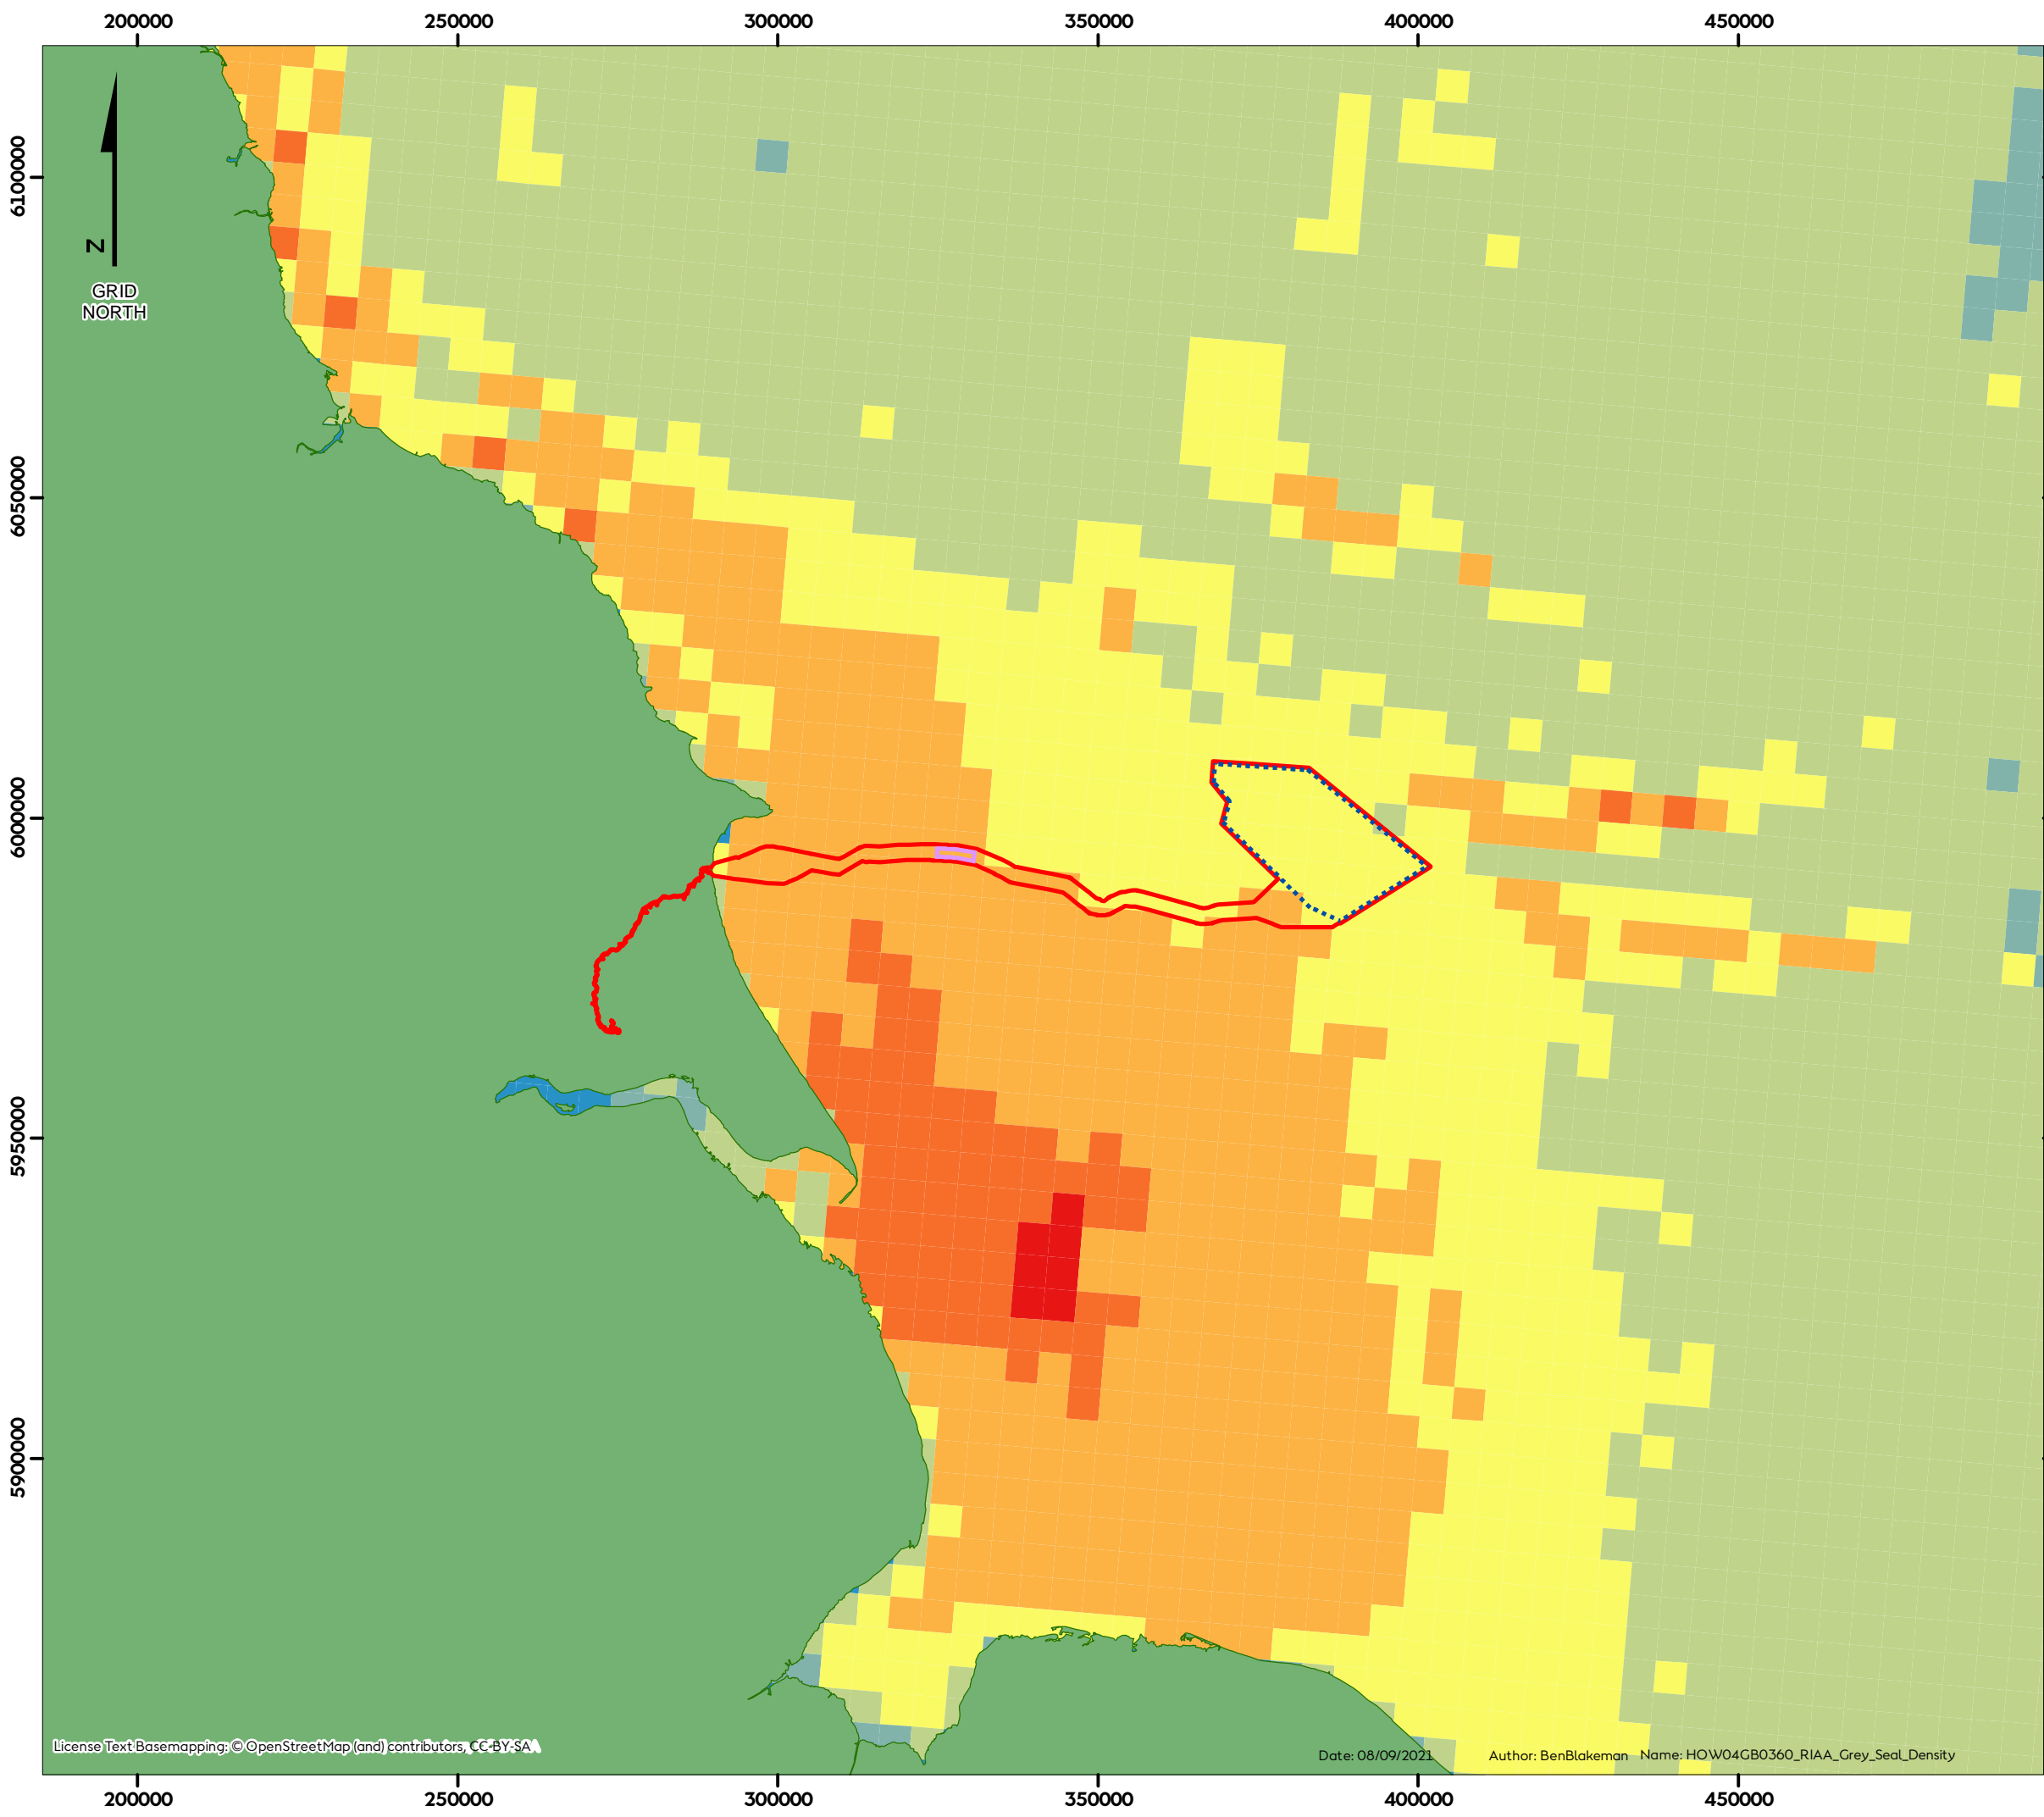 200000 250000 300000 350000 400000 450000
6100000
6050000
6000000
5950000
5900000
N
GRID
NORTH
License Text Basemapping: © OpenStreetMap (and) contributors, CC-BY-SA
Date: 08/09/2021 Author: BenBlakeman Name: HOW04GB0360_RIAA_Grey_Seal_Density
200000 250000 300000 350000 400000 450000